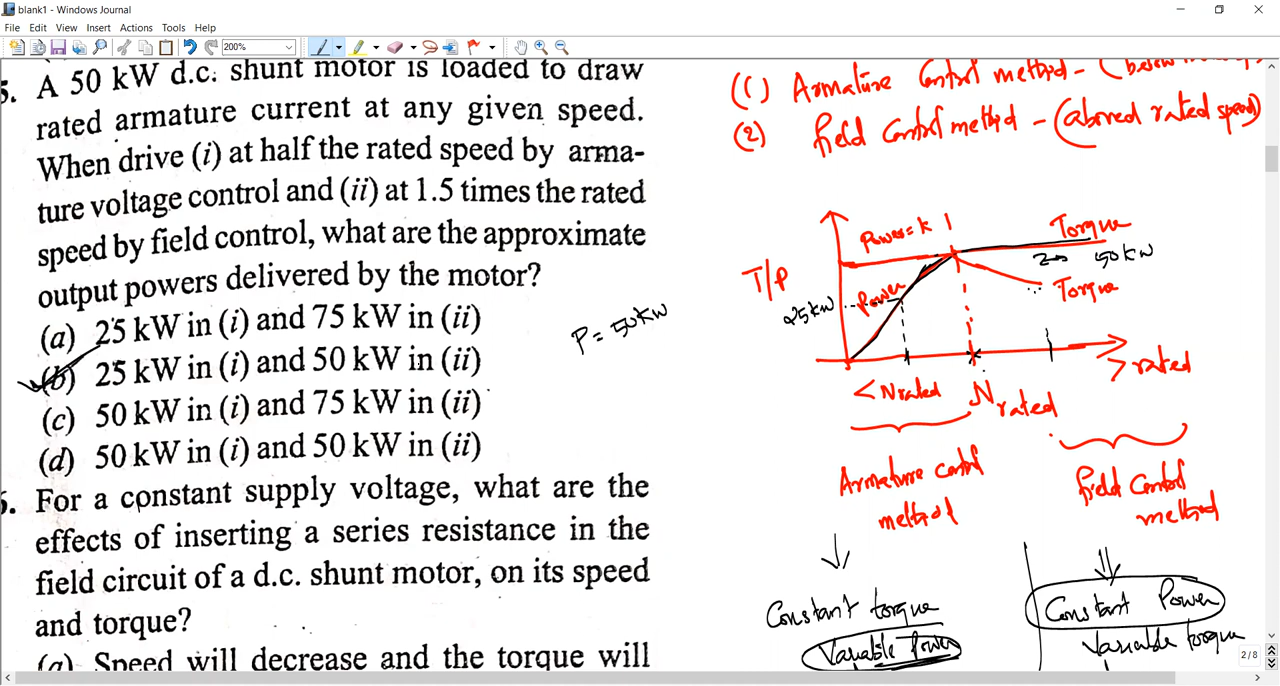 blank1 - Windows Journal
File Edit View Insert Actions Tools Help
200%
5. A 50 kW d.c. shunt motor is loaded to draw
rated armature current at any given speed.
When drive (i) at half the rated speed by arma-
ture voltage control and (ii) at 1.5 times the rated
speed by field control, what are the approximate
output powers delivered by the motor?
(a) 25 kW in (i) and 75 kW in (ii)
(b) 25 kW in (i) and 50 kW in (ii)
(c) 50 kW in (i) and 75 kW in (ii)
(d) 50 kW in (i) and 50 kW in (ii)
For a constant supply voltage, what are the
effects of inserting a series resistance in the
field circuit of a d.c. shunt motor, on its speed
and torque?
(a) Speed will decrease and the torque will
P = 50kW
(1) Armature Control method - (below
(2) field Control method - (aboved rated speed)
T/P
Power = k
Torque
50kW
Power
Torque
25kW
< Nrated
Nrated
> rated
Armature control
method
field Control
method
Constant torque
Variable Power
Constant Power
Variable torque
2/8